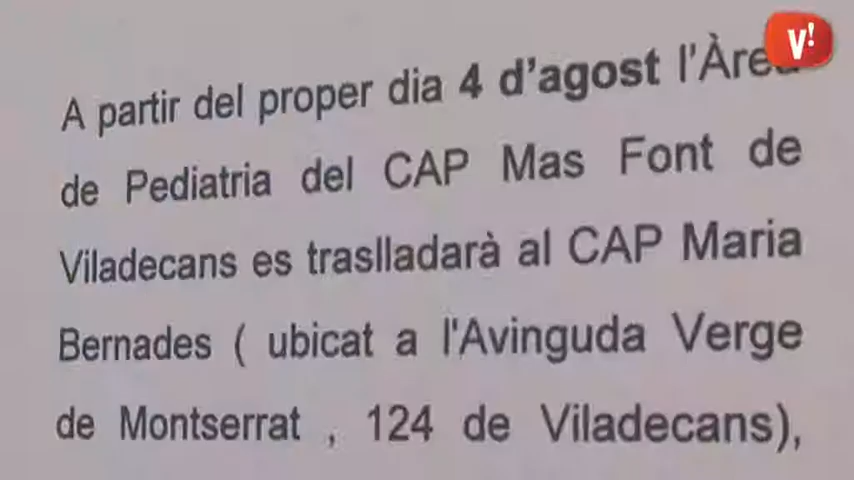 V!
A partir del proper dia 4 d'agost l'Àrea
de Pediatria del CAP Mas Font de
Viladecans es traslladarà al CAP Maria
Bernades ( ubicat a l'Avinguda Verge
de Montserrat , 124 de Viladecans),